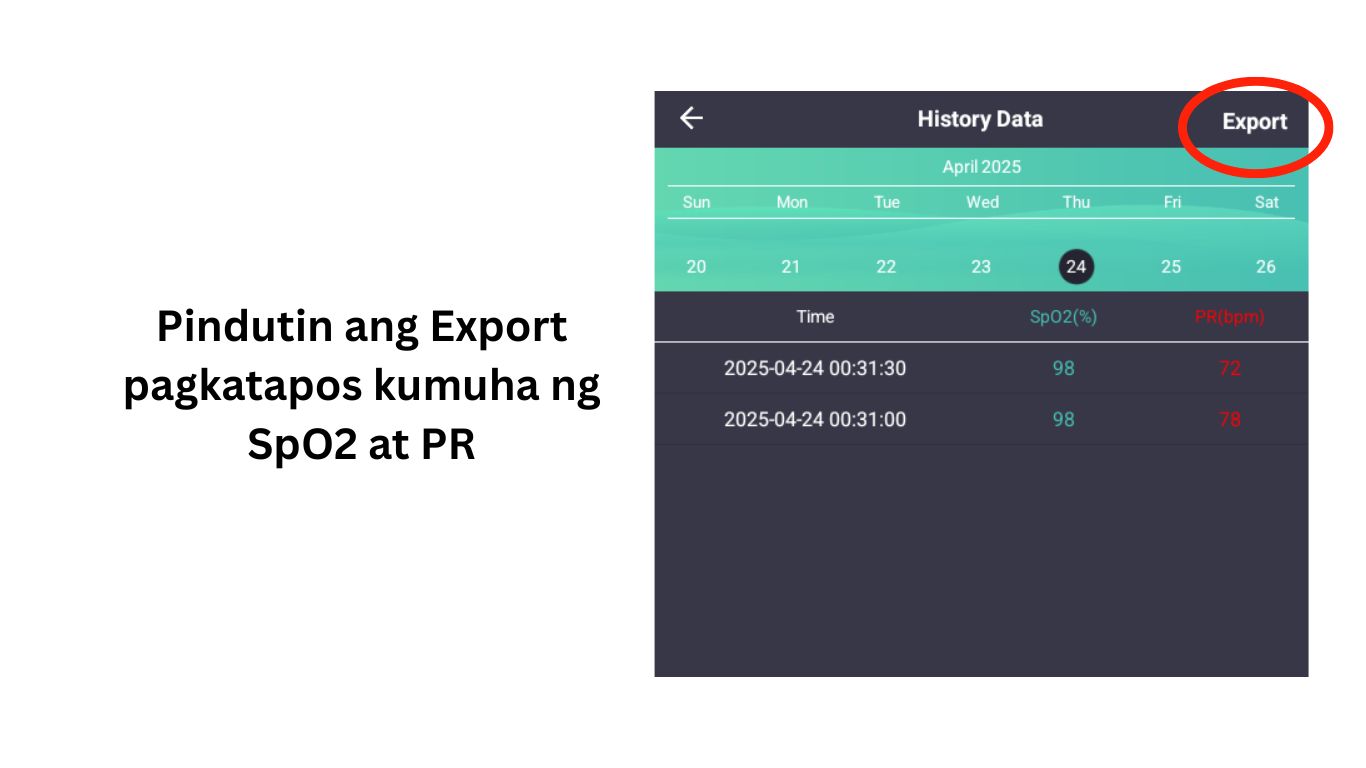 Pindutin ang Export
pagkatapos kumuha ng
SpO2 at PR
History Data Export
April 2025
Sun Mon Tue Wed Thu Fri Sat
20 21 22 23 24 25 26
Time SpO2(%) PR(bpm)
2025-04-24 00:31:30 98 72
2025-04-24 00:31:00 98 78